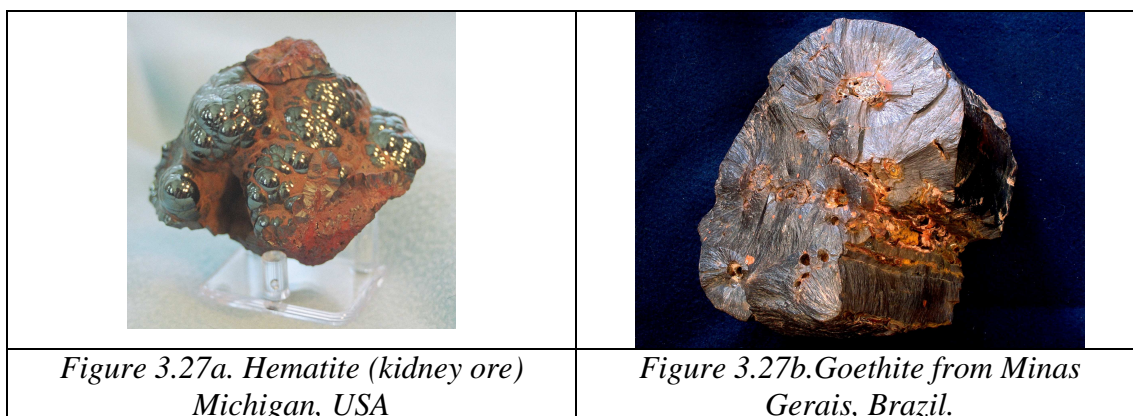 Figure 3.27a. Hematite (kidney ore)
Michigan, USA
Figure 3.27b.Goethite from Minas
Gerais, Brazil.